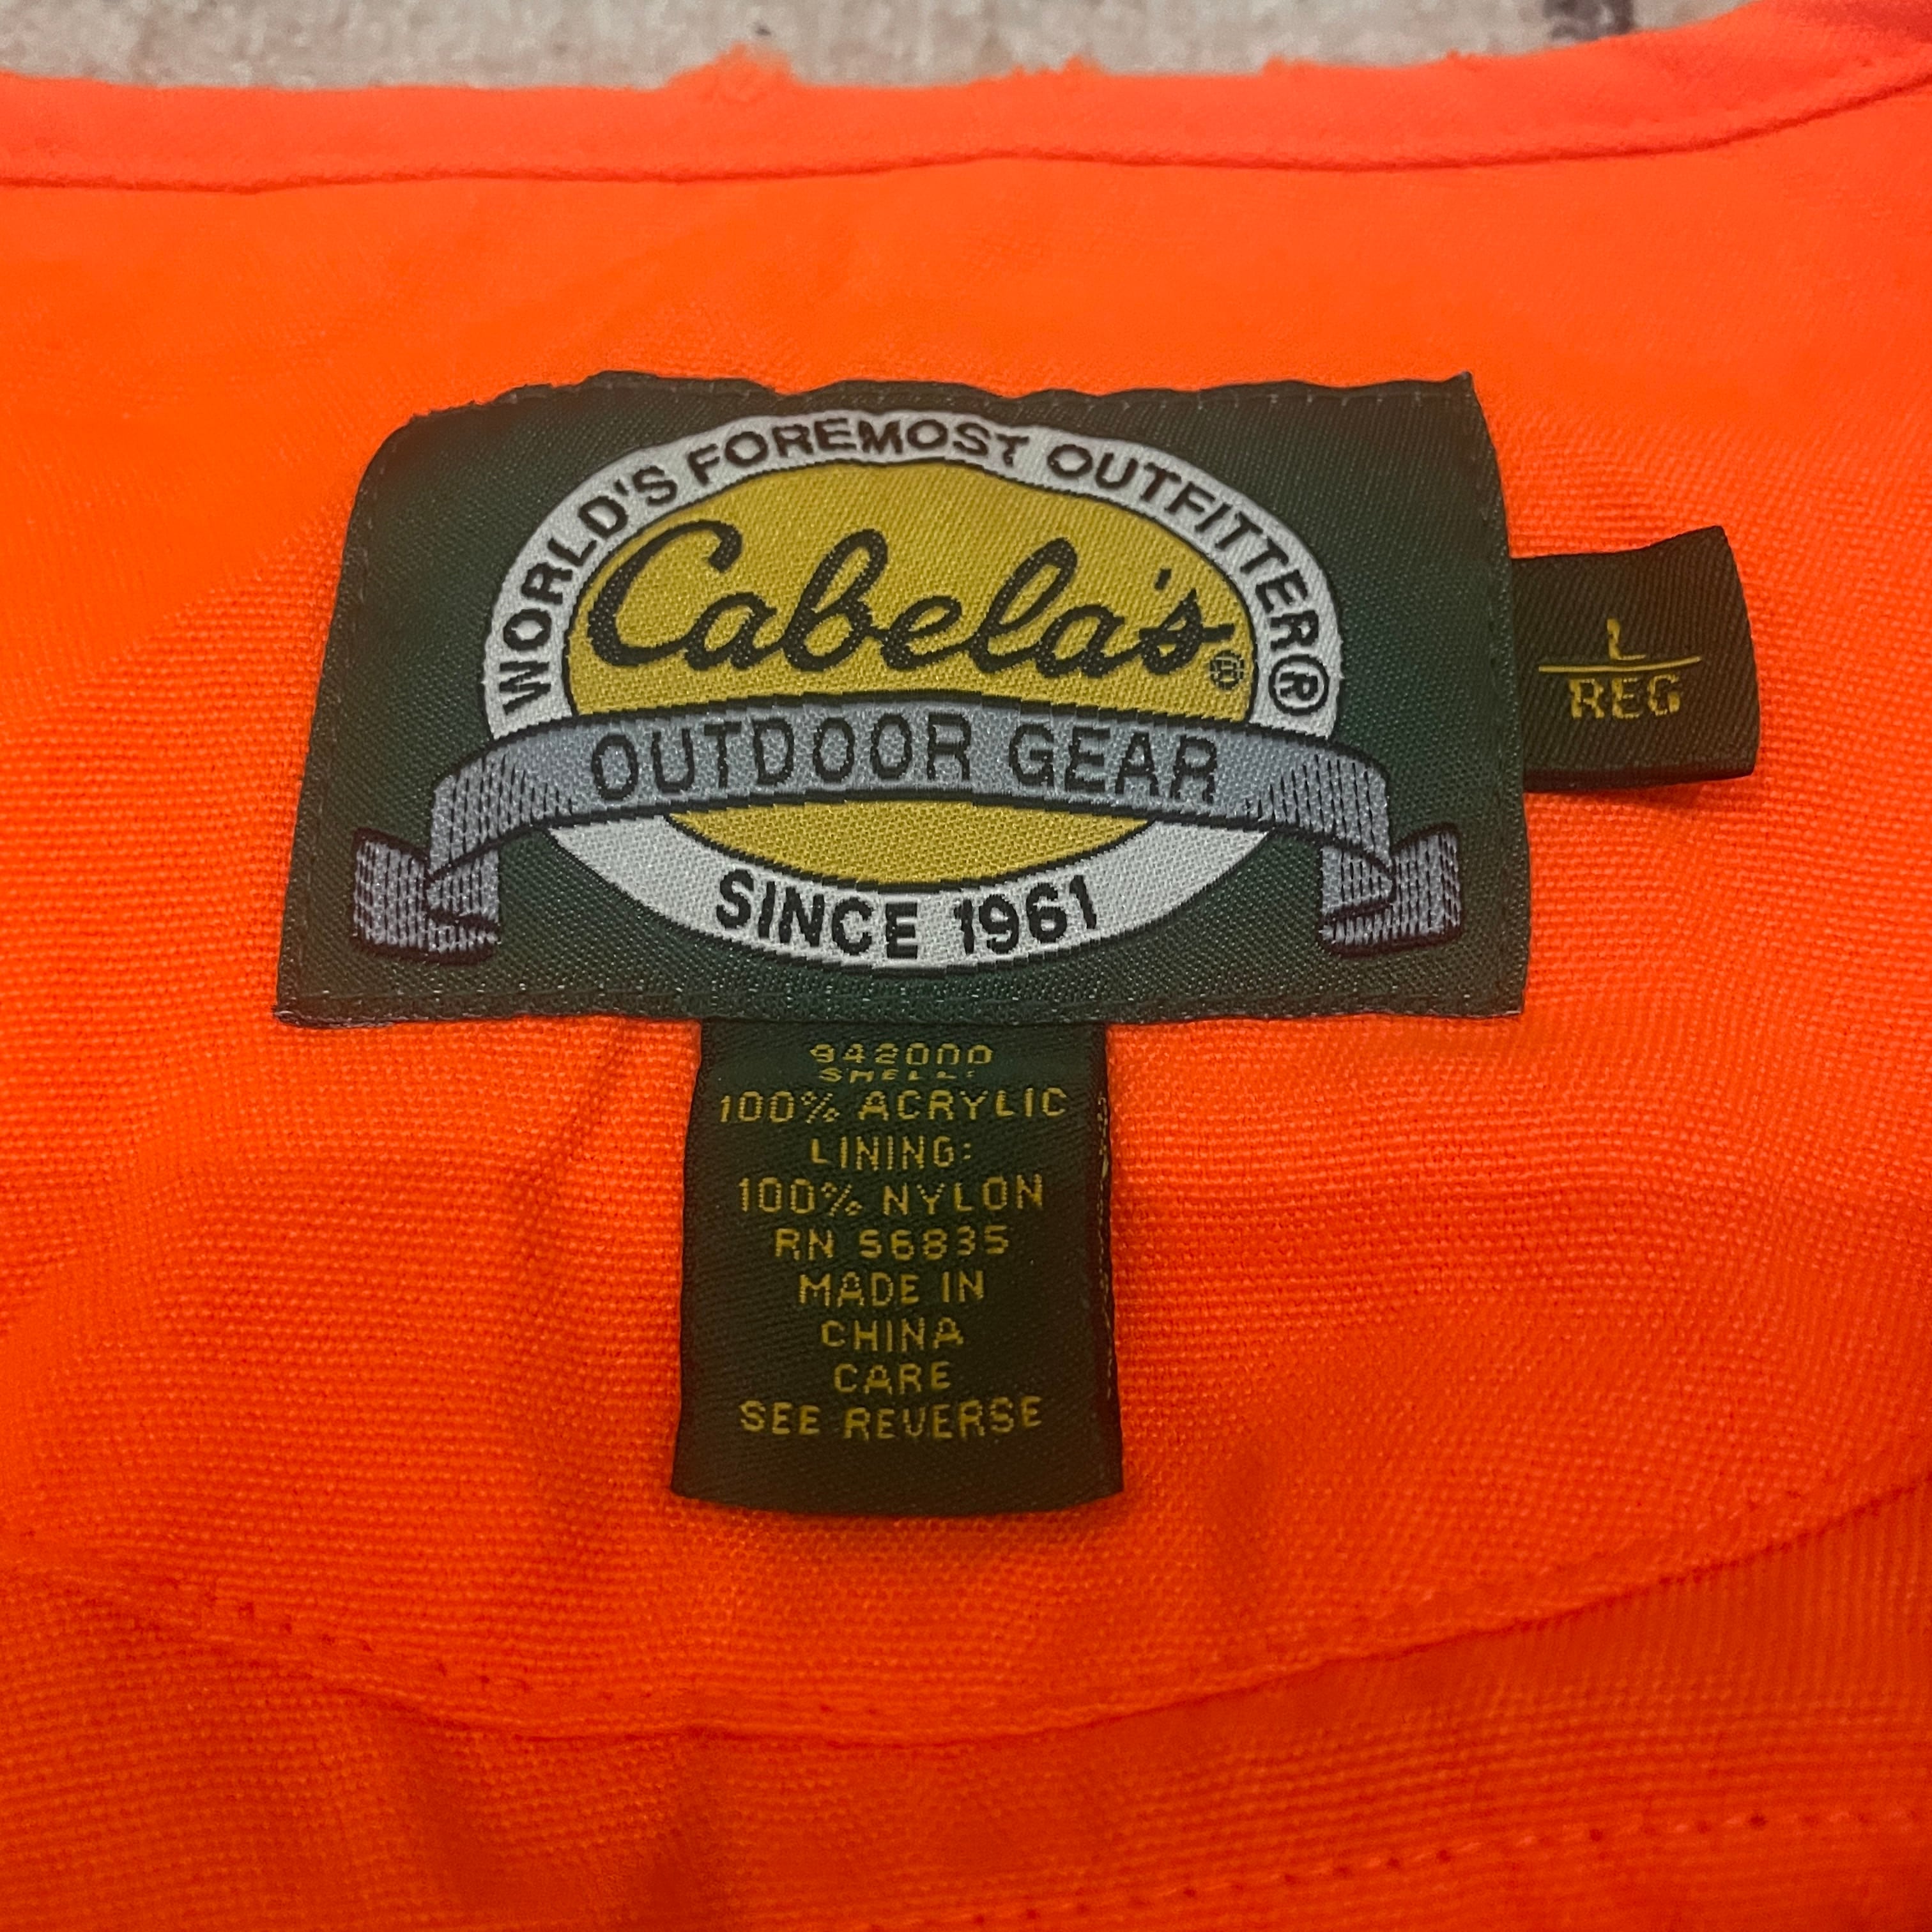 WORLD'S FOREMOST OUTFITTER®
Cabela's®
OUTDOOR GEAR
SINCE 1961
L
REG
942000
SHELL:
100% ACRYLIC
LINING:
100% NYLON
RN 56835
MADE IN
CHINA
CARE
SEE REVERSE